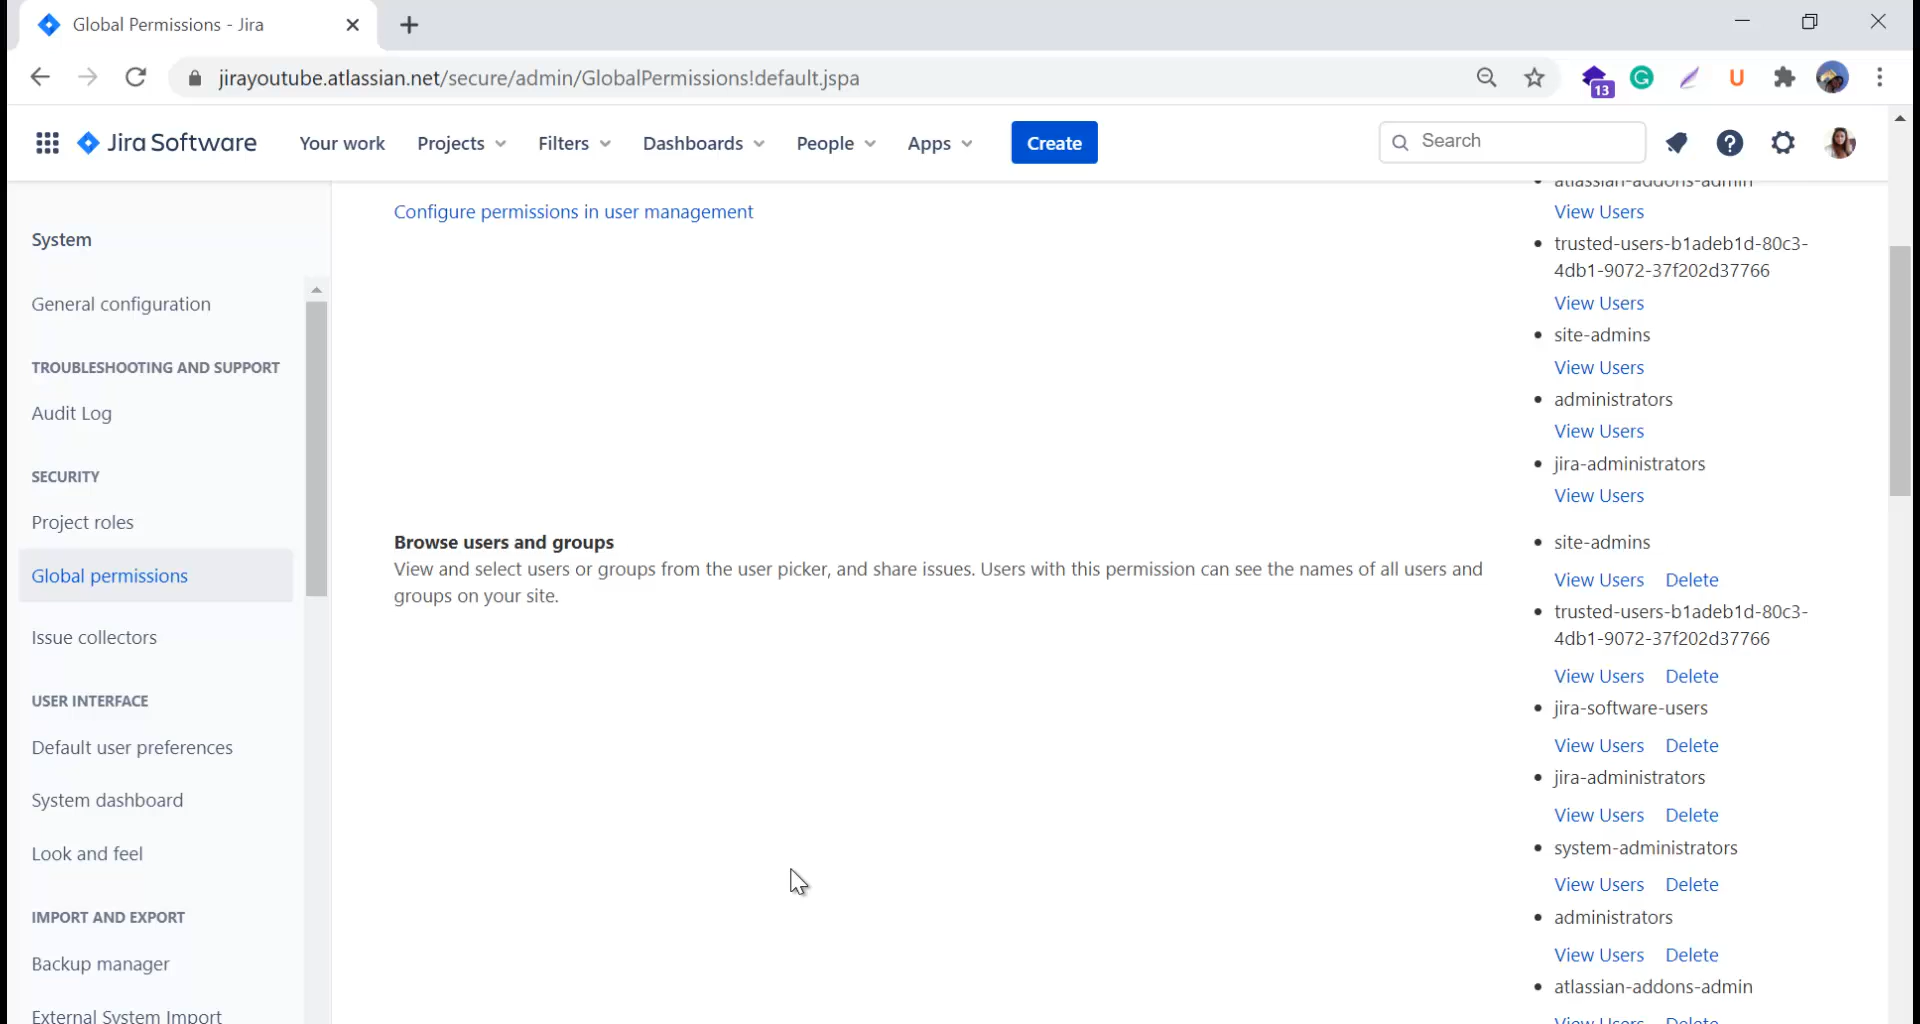 Global Permissions - Jira
jirayoutube.atlassian.net/secure/admin/GlobalPermissions!default.jspa
13
G
U
Jira Software
Your work
Projects
Filters
Dashboards
People
Apps
Create
Search
?
System
General configuration
TROUBLESHOOTING AND SUPPORT
Audit Log
SECURITY
Project roles
Global permissions
Issue collectors
USER INTERFACE
Default user preferences
System dashboard
Look and feel
IMPORT AND EXPORT
Backup manager
External System Import
Configure permissions in user management
Browse users and groups
View and select users or groups from the user picker, and share issues. Users with this permission can see the names of all users and
groups on your site.
atlassian-addons-admin
View Users
trusted-users-b1adeb1d-80c3-
4db1-9072-37f202d37766
View Users
site-admins
View Users
administrators
View Users
jira-administrators
View Users
site-admins
View Users Delete
trusted-users-b1adeb1d-80c3-
4db1-9072-37f202d37766
View Users Delete
jira-software-users
View Users Delete
jira-administrators
View Users Delete
system-administrators
View Users Delete
administrators
View Users Delete
atlassian-addons-admin
View Users Delete